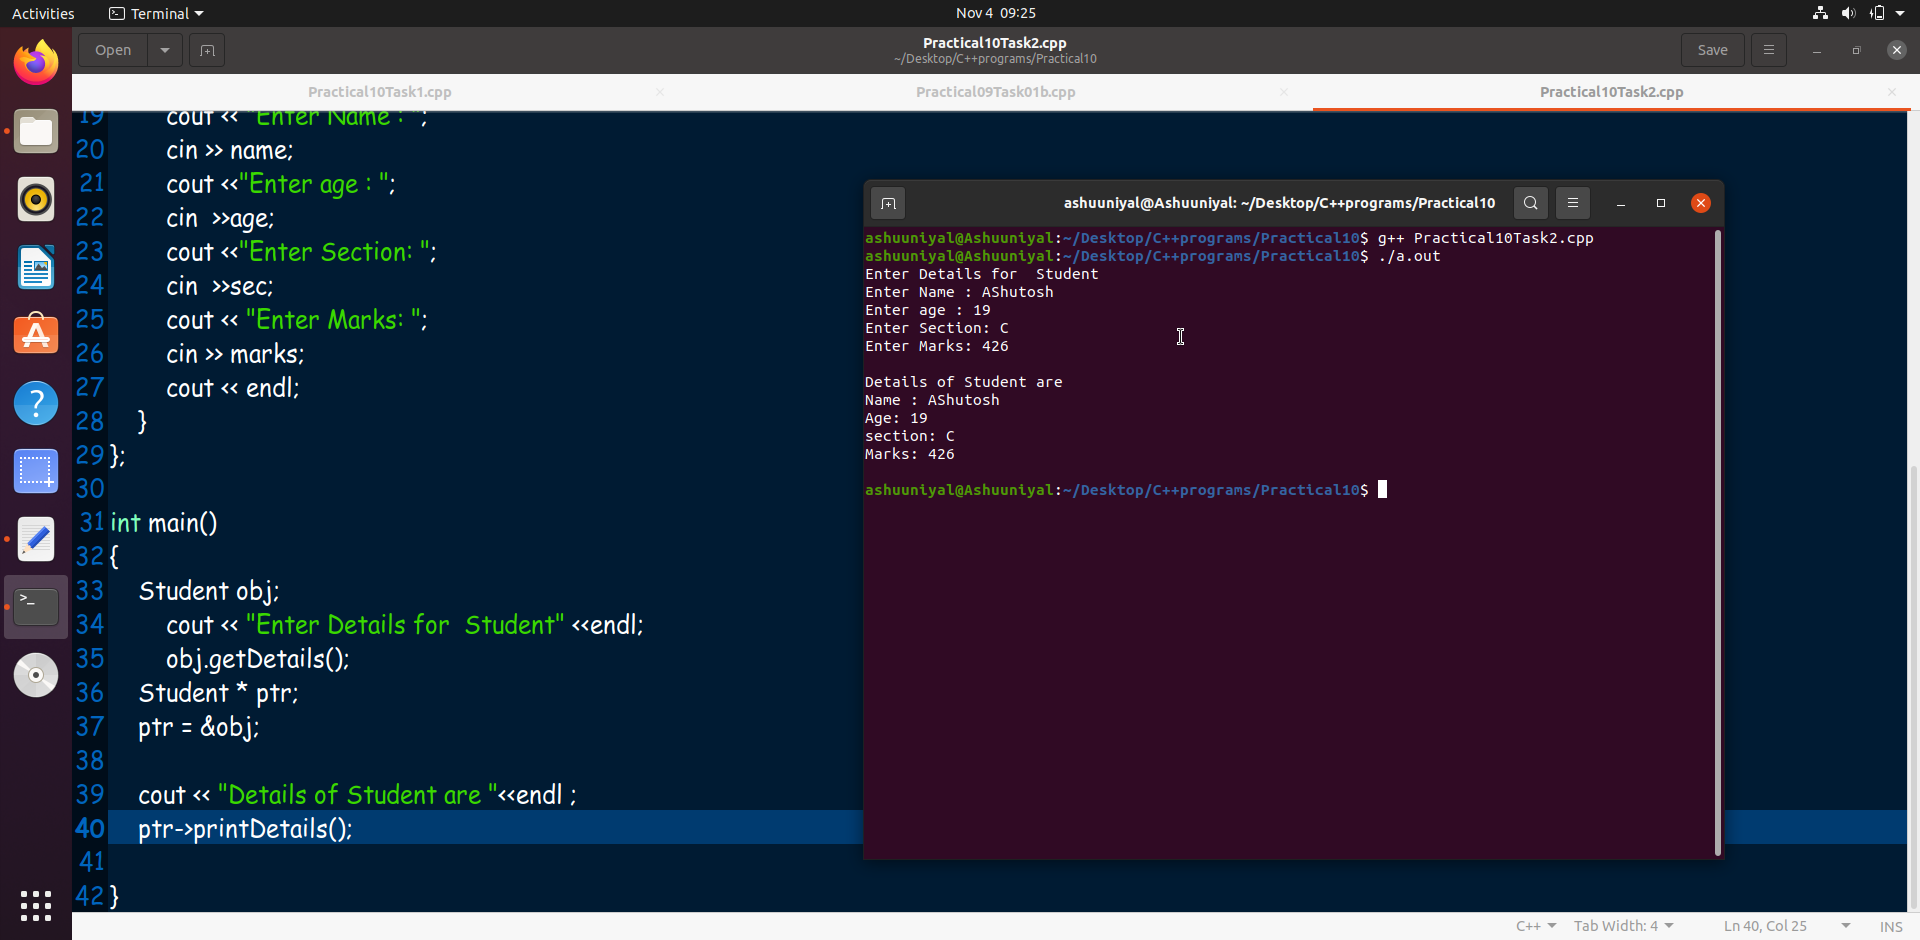 Activities
Terminal
Nov 4 09:25
Open
Practical10Task2.cpp
~/Desktop/C++programs/Practical10
Save
Practical10Task1.cpp
Practical09Task01b.cpp
Practical10Task2.cpp
19 cout << "Enter Name : ";
20 cin >> name;
21 cout <<"Enter age : ";
22 cin  >>age;
23 cout <<"Enter Section: ";
24 cin  >>sec;
25 cout << "Enter Marks: ";
26 cin >> marks;
27 cout << endl;
28 }
29 };
30
31 int main()
32 {
33 Student obj;
34 cout << "Enter Details for  Student" <<endl;
35 obj.getDetails();
36 Student * ptr;
37 ptr = &obj;
38
39 cout << "Details of Student are "<<endl ;
40 ptr->printDetails();
41
42 }
ashuuniyal@Ashuuniyal: ~/Desktop/C++programs/Practical10
ashuuniyal@Ashuuniyal:~/Desktop/C++programs/Practical10$ g++ Practical10Task2.cpp
ashuuniyal@Ashuuniyal:~/Desktop/C++programs/Practical10$ ./a.out
Enter Details for  Student
Enter Name : AShutosh
Enter age : 19
Enter Section: C
Enter Marks: 426
Details of Student are
Name : AShutosh
Age: 19
section: C
Marks: 426
ashuuniyal@Ashuuniyal:~/Desktop/C++programs/Practical10$
C++
Tab Width: 4
Ln 40, Col 25
INS